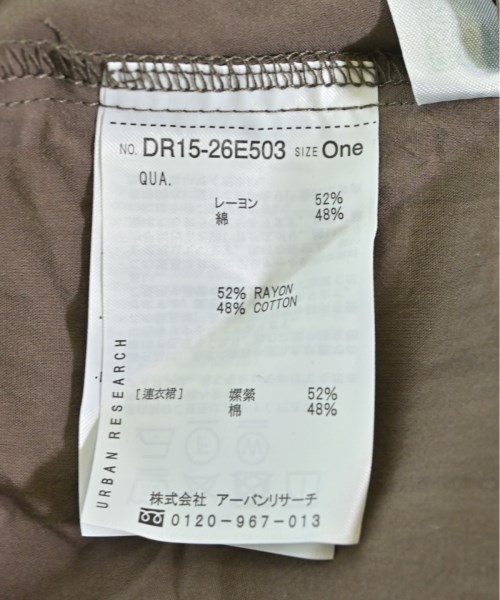 NO. DR15-26E503 SIZE One
QUA.
レーヨン 52%
綿 48%
52% RAYON
48% COTTON
[連衣裙] 嫘縈 52%
棉 48%
URBAN RESEARCH
株式会社 アーバンリサーチ
0120-967-013